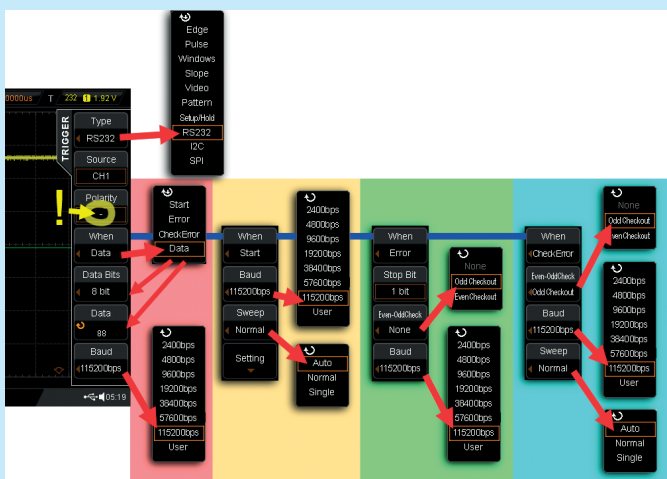 Edge
Pulse
Windows
Slope
Video
Pattern
Setup/Hold
RS232
I2C
SPI
0000us T 232 1 1.92 V
TRIGGER
Type
RS232
Source
CH1
Polarity
-
When
Data
Data Bits
8 bit
Data
88
Baud
115200bps
05:19
!
Start
Error
CheckError
Data
2400bps
4800bps
9600bps
19200bps
38400bps
57600bps
115200bps
User
When
Start
Baud
115200bps
Sweep
Normal
Setting
2400bps
4800bps
9600bps
19200bps
38400bps
57600bps
115200bps
User
Auto
Normal
Single
When
Error
Stop Bit
1 bit
Even-OddCheck
None
Baud
115200bps
None
Odd Checkout
Even Checkout
2400bps
4800bps
9600bps
19200bps
38400bps
57600bps
115200bps
User
When
CheckError
Even-OddCheck
Odd Checkout
Baud
115200bps
Sweep
Normal
None
Odd Checkout
Even Checkout
2400bps
4800bps
9600bps
19200bps
38400bps
57600bps
115200bps
User
Auto
Normal
Single